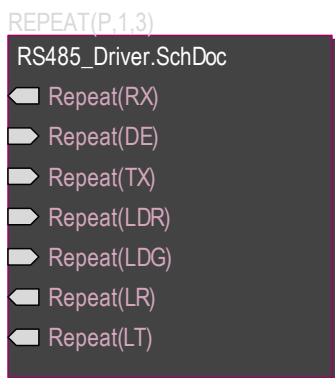 REPEAT(P,1,3)
RS485_Driver.SchDoc
Repeat(RX)
Repeat(DE)
Repeat(TX)
Repeat(LDR)
Repeat(LDG)
Repeat(LR)
Repeat(LT)